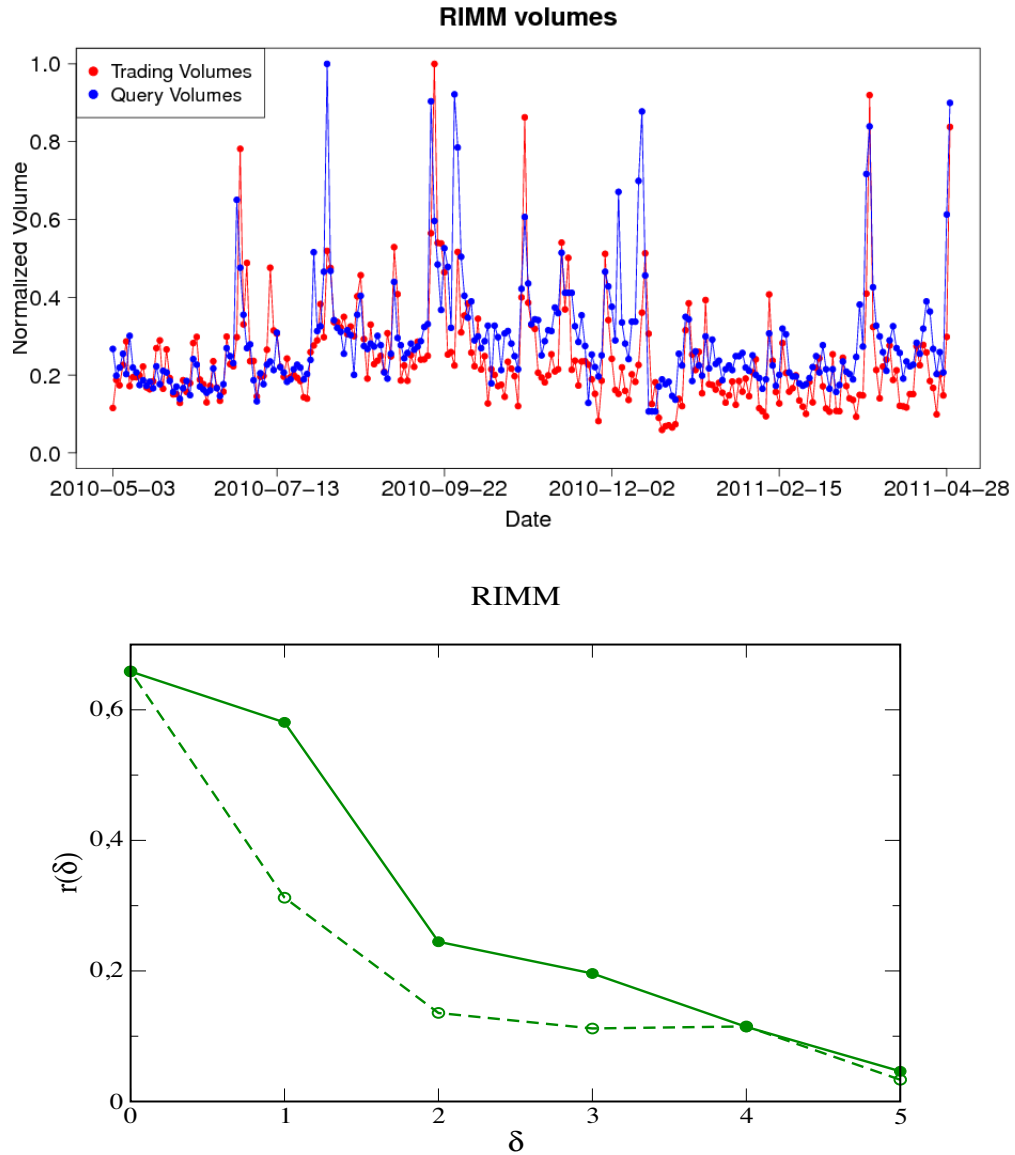 RIMM volumes
Trading Volumes
Query Volumes
Normalized Volume
1.0
0.8
0.6
0.4
0.2
0.0
2010−05−03 2010−07−13 2010−09−22 2010−12−02 2011−02−15 2011−04−28
Date
RIMM
r(δ)
0,6
0,4
0,2
0
0 1 2 3 4 5
δ